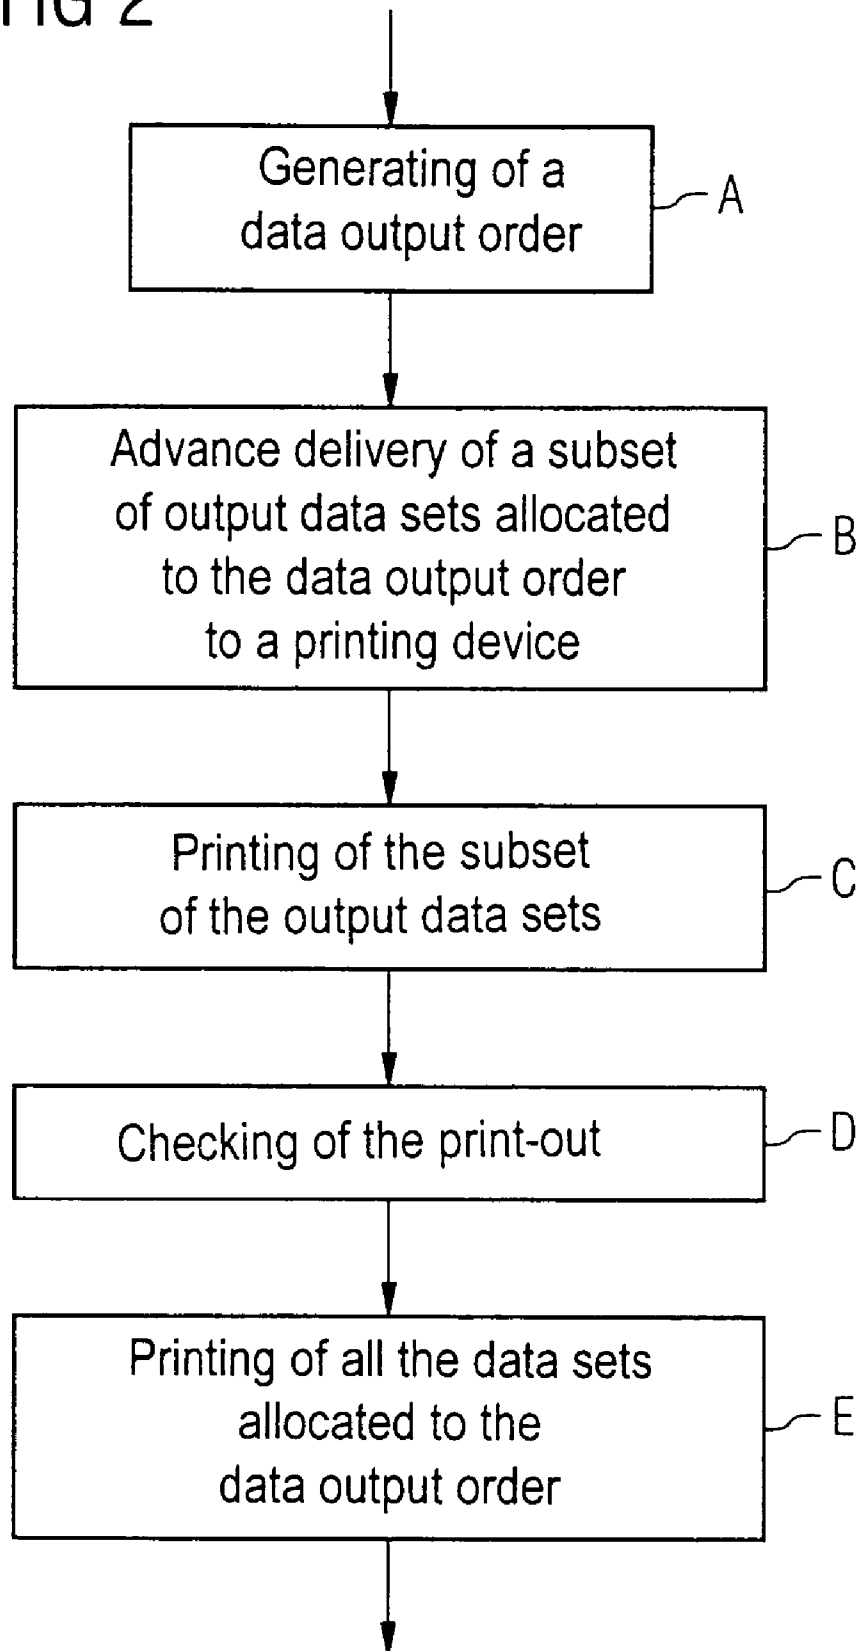 FIG 2
Generating of a
data output order
A
Advance delivery of a subset
of output data sets allocated
to the data output order
to a printing device
B
Printing of the subset
of the output data sets
C
Checking of the print-out
D
Printing of all the data sets
allocated to the
data output order
E